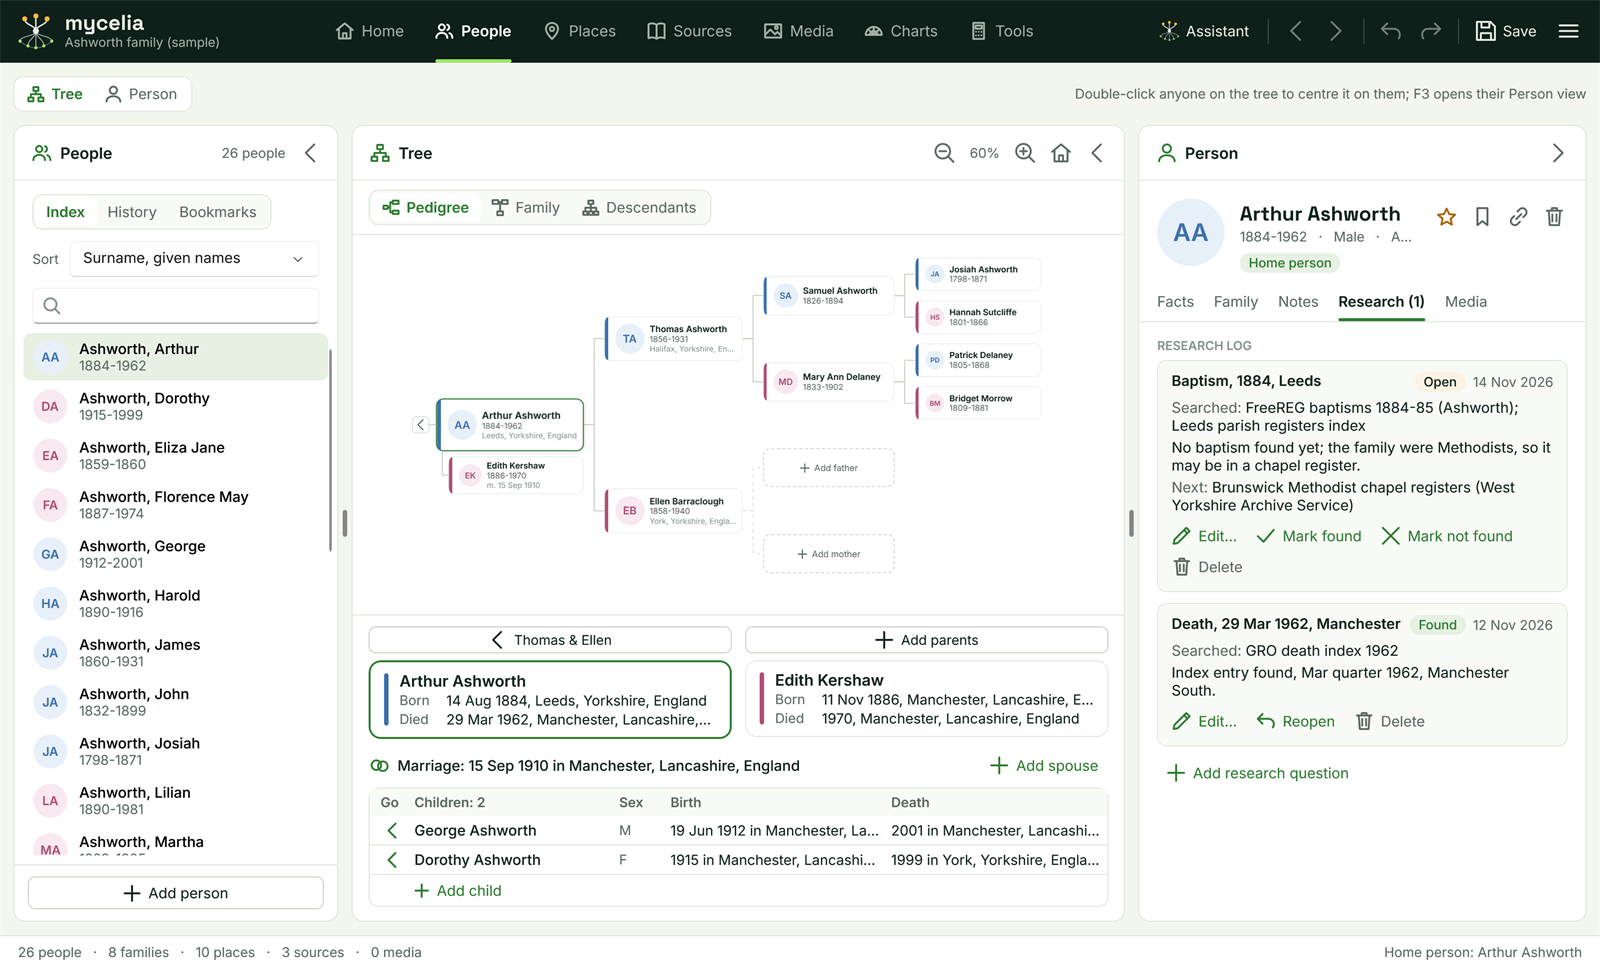 mycelia
Ashworth family (sample)
Home
People
Places
Sources
Media
Charts
Tools
Assistant
Save
Tree
Person
Double-click anyone on the tree to centre it on them; F3 opens their Person view
People
26 people
Index
History
Bookmarks
Sort
Surname, given names
AA
Ashworth, Arthur
1884-1962
DA
Ashworth, Dorothy
1915-1999
EA
Ashworth, Eliza Jane
1859-1860
FA
Ashworth, Florence May
1887-1974
GA
Ashworth, George
1912-2001
HA
Ashworth, Harold
1890-1916
JA
Ashworth, James
1860-1931
JA
Ashworth, John
1832-1899
JA
Ashworth, Josiah
1798-1871
LA
Ashworth, Lilian
1890-1981
MA
Ashworth, Martha
Add person
Tree
60%
Pedigree
Family
Descendants
AA
Arthur Ashworth
1884-1962
Leeds, Yorkshire, England
EK
Edith Kershaw
1886-1970
m. 15 Sep 1910
TA
Thomas Ashworth
1856-1931
Halifax, Yorkshire, En...
EB
Ellen Barraclough
1858-1940
York, Yorkshire, Engla...
SA
Samuel Ashworth
1826-1894
MD
Mary Ann Delaney
1833-1902
Add father
Add mother
JA
Josiah Ashworth
1798-1871
HS
Hannah Sutcliffe
1801-1866
PD
Patrick Delaney
1805-1868
BM
Bridget Morrow
1809-1881
Thomas & Ellen
Add parents
Arthur Ashworth
Born 14 Aug 1884, Leeds, Yorkshire, England
Died 29 Mar 1962, Manchester, Lancashire,...
Edith Kershaw
Born 11 Nov 1886, Manchester, Lancashire, E...
Died 1970, Manchester, Lancashire, England
Marriage: 15 Sep 1910 in Manchester, Lancashire, England
Add spouse
Go Children: 2 Sex Birth Death
George Ashworth M 19 Jun 1912 in Manchester, La... 2001 in Manchester, Lancashi...
Dorothy Ashworth F 1915 in Manchester, Lancashi... 1999 in York, Yorkshire, Engla...
Add child
Person
AA
Arthur Ashworth
1884-1962 · Male · A...
Home person
Facts
Family
Notes
Research (1)
Media
RESEARCH LOG
Baptism, 1884, Leeds
Open
14 Nov 2026
Searched: FreeREG baptisms 1884-85 (Ashworth);
Leeds parish registers index
No baptism found yet; the family were Methodists, so it
may be in a chapel register.
Next: Brunswick Methodist chapel registers (West
Yorkshire Archive Service)
Edit...
Mark found
Mark not found
Delete
Death, 29 Mar 1962, Manchester
Found
12 Nov 2026
Searched: GRO death index 1962
Index entry found, Mar quarter 1962, Manchester
South.
Edit...
Reopen
Delete
Add research question
26 people · 8 families · 10 places · 3 sources · 0 media
Home person: Arthur Ashworth